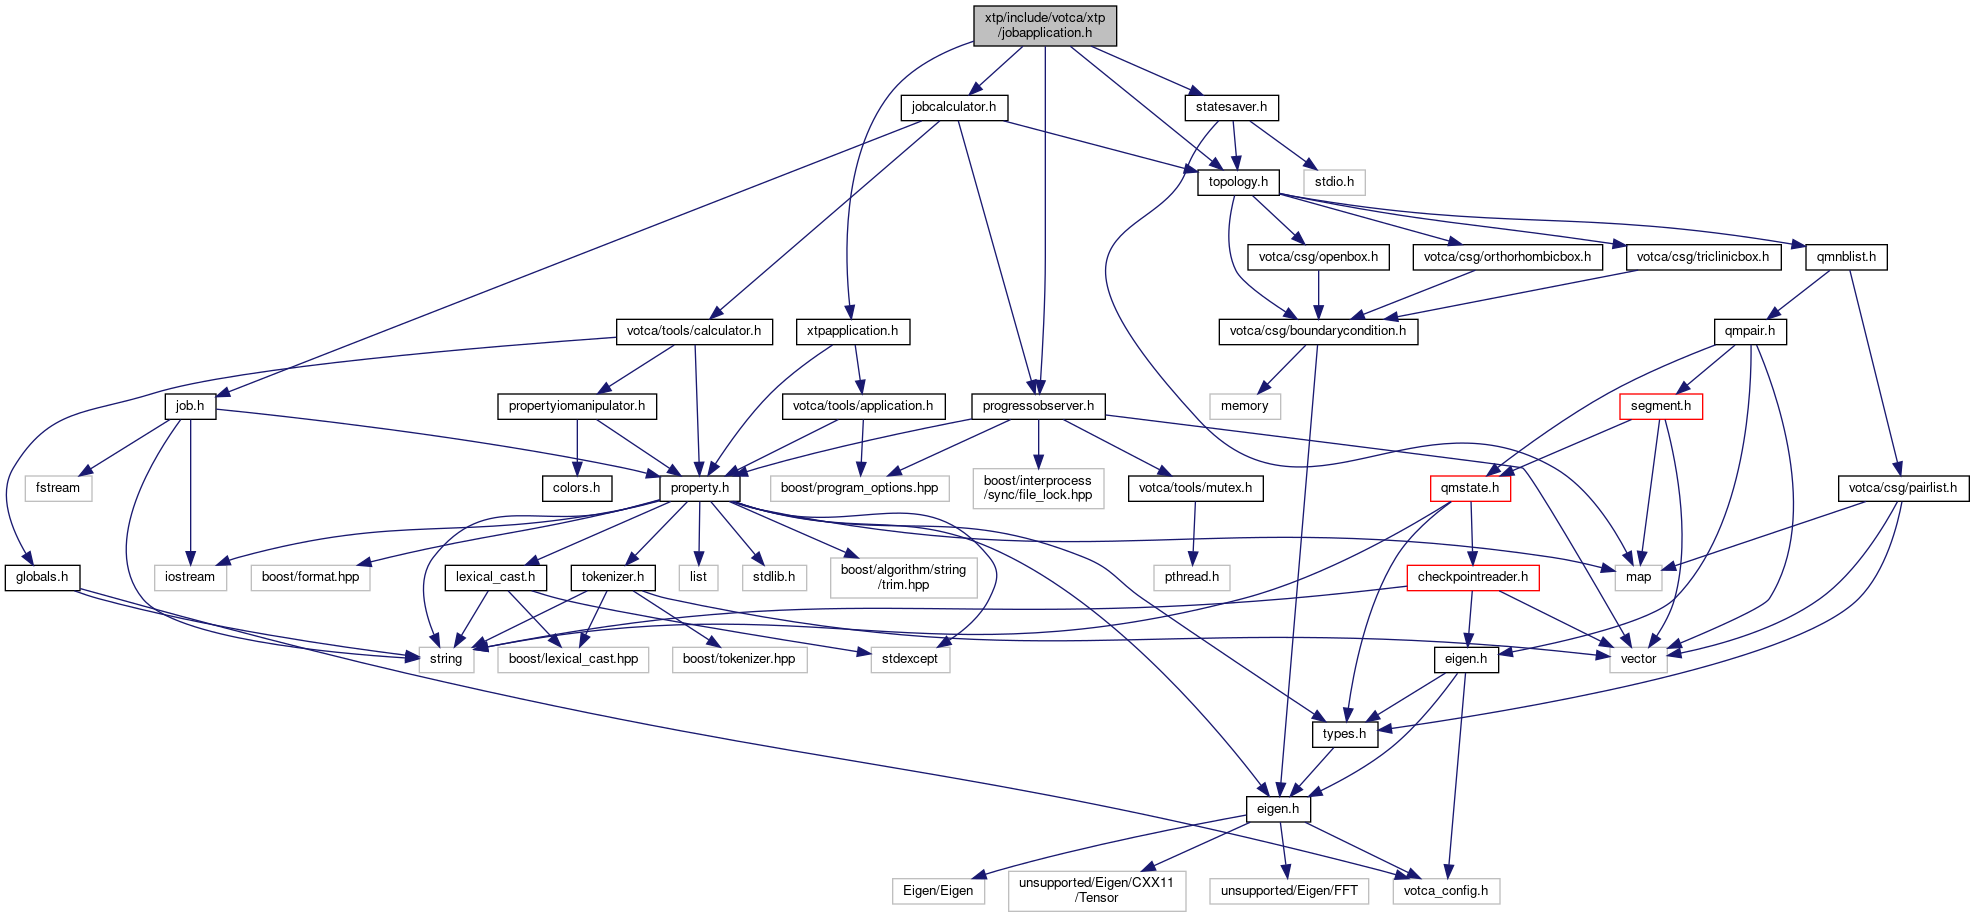 xtp/include/votca/xtp
/jobapplication.h
jobcalculator.h
statesaver.h
topology.h
stdio.h
votca/csg/openbox.h
votca/csg/orthorhombicbox.h
votca/csg/triclinicbox.h
qmnblist.h
votca/tools/calculator.h
xtpapplication.h
votca/csg/boundarycondition.h
qmpair.h
job.h
propertyiomanipulator.h
votca/tools/application.h
progressobserver.h
memory
segment.h
fstream
colors.h
property.h
boost/program_options.hpp
boost/interprocess
/sync/file_lock.hpp
votca/tools/mutex.h
qmstate.h
votca/csg/pairlist.h
globals.h
iostream
boost/format.hpp
lexical_cast.h
tokenizer.h
list
stdlib.h
boost/algorithm/string
/trim.hpp
pthread.h
checkpointreader.h
map
string
boost/lexical_cast.hpp
boost/tokenizer.hpp
stdexcept
eigen.h
vector
types.h
eigen.h
Eigen/Eigen
unsupported/Eigen/CXX11
/Tensor
unsupported/Eigen/FFT
votca_config.h